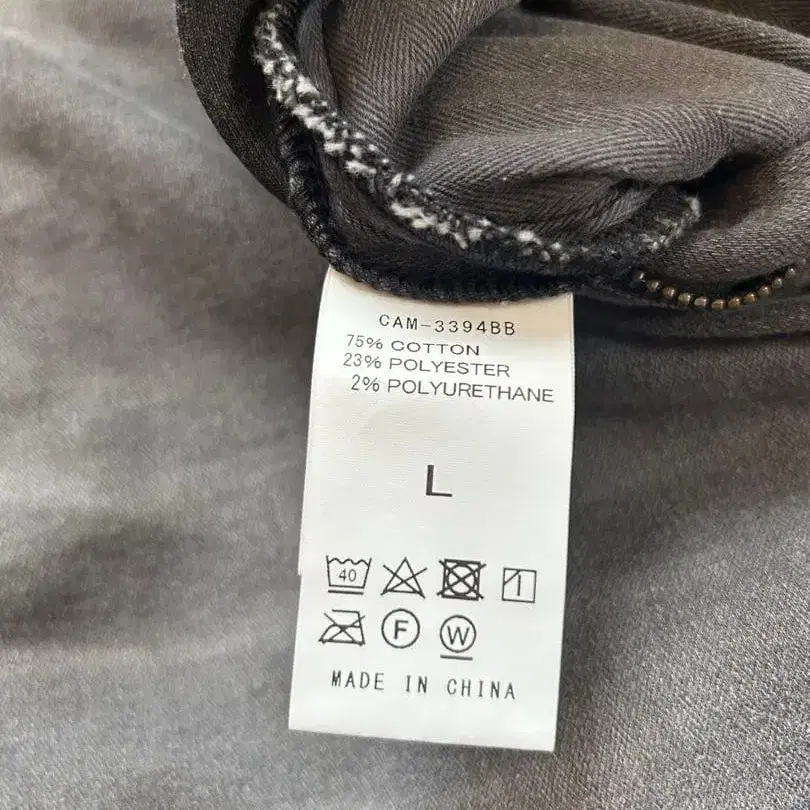 CAM-3394BB
75% COTTON
23% POLYESTER
2% POLYURETHANE
L
40
F W
MADE IN CHINA